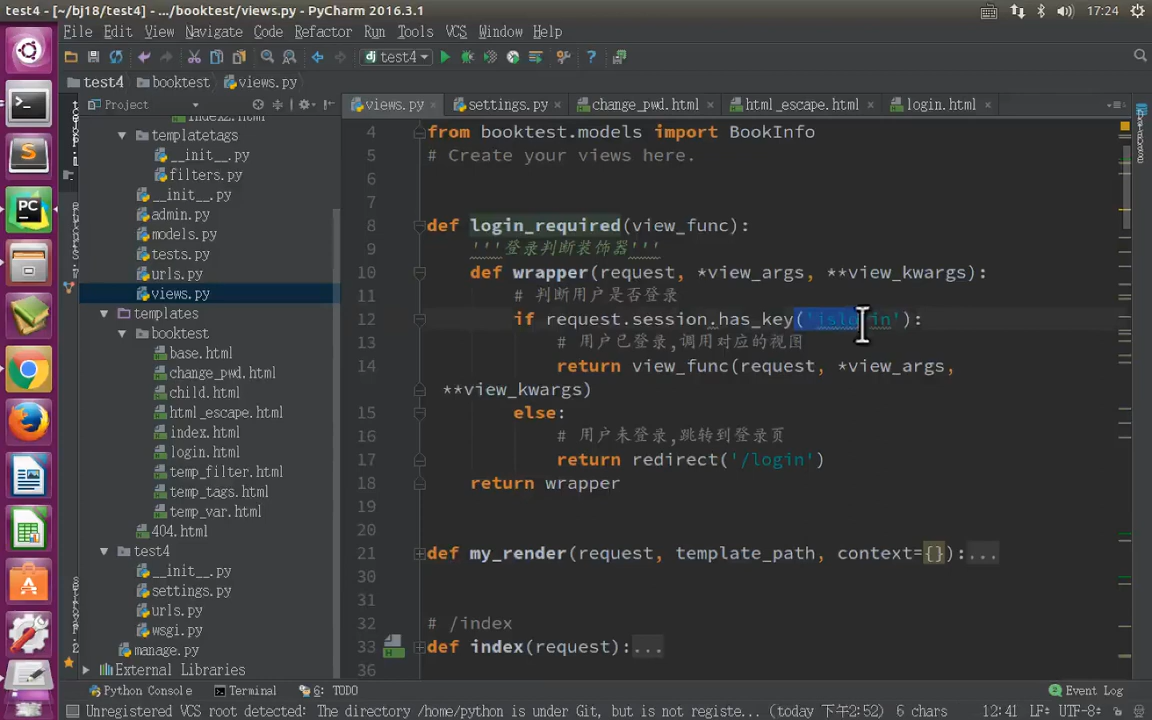 test4 - [~/bj18/test4] - .../booktest/views.py - PyCharm 2016.3.1
17:24
File Edit View Navigate Code Refactor Run Tools VCS Window Help
test4
test4 booktest views.py
Project
views.py settings.py change_pwd.html html_escape.html login.html
index2.html
templatetags
__init__.py
filters.py
__init__.py
admin.py
models.py
tests.py
urls.py
views.py
templates
booktest
base.html
change_pwd.html
child.html
html_escape.html
index.html
login.html
temp_filter.html
temp_tags.html
temp_var.html
404.html
test4
__init__.py
settings.py
urls.py
wsgi.py
manage.py
External Libraries
4 from booktest.models import BookInfo
5 # Create your views here.
6
7
8 def login_required(view_func):
9 '''登录判断装饰器'''
10 def wrapper(request, *view_args, **view_kwargs):
11 # 判断用户是否登录
12 if request.session.has_key('islogin'):
13 # 用户已登录,调用对应的视图
14 return view_func(request, *view_args,
**view_kwargs)
15 else:
16 # 用户未登录,跳转到登录页
17 return redirect('/login')
18 return wrapper
19
20
21 def my_render(request, template_path, context={}):...
30
31
32 # /index
33 def index(request):...
36
Python Console Terminal 6: TODO Event Log
Unregistered VCS root detected: The directory /home/python is under Git, but is not registe... (today 下午2:52) 6 chars 12:41 LF÷ UTF-8÷